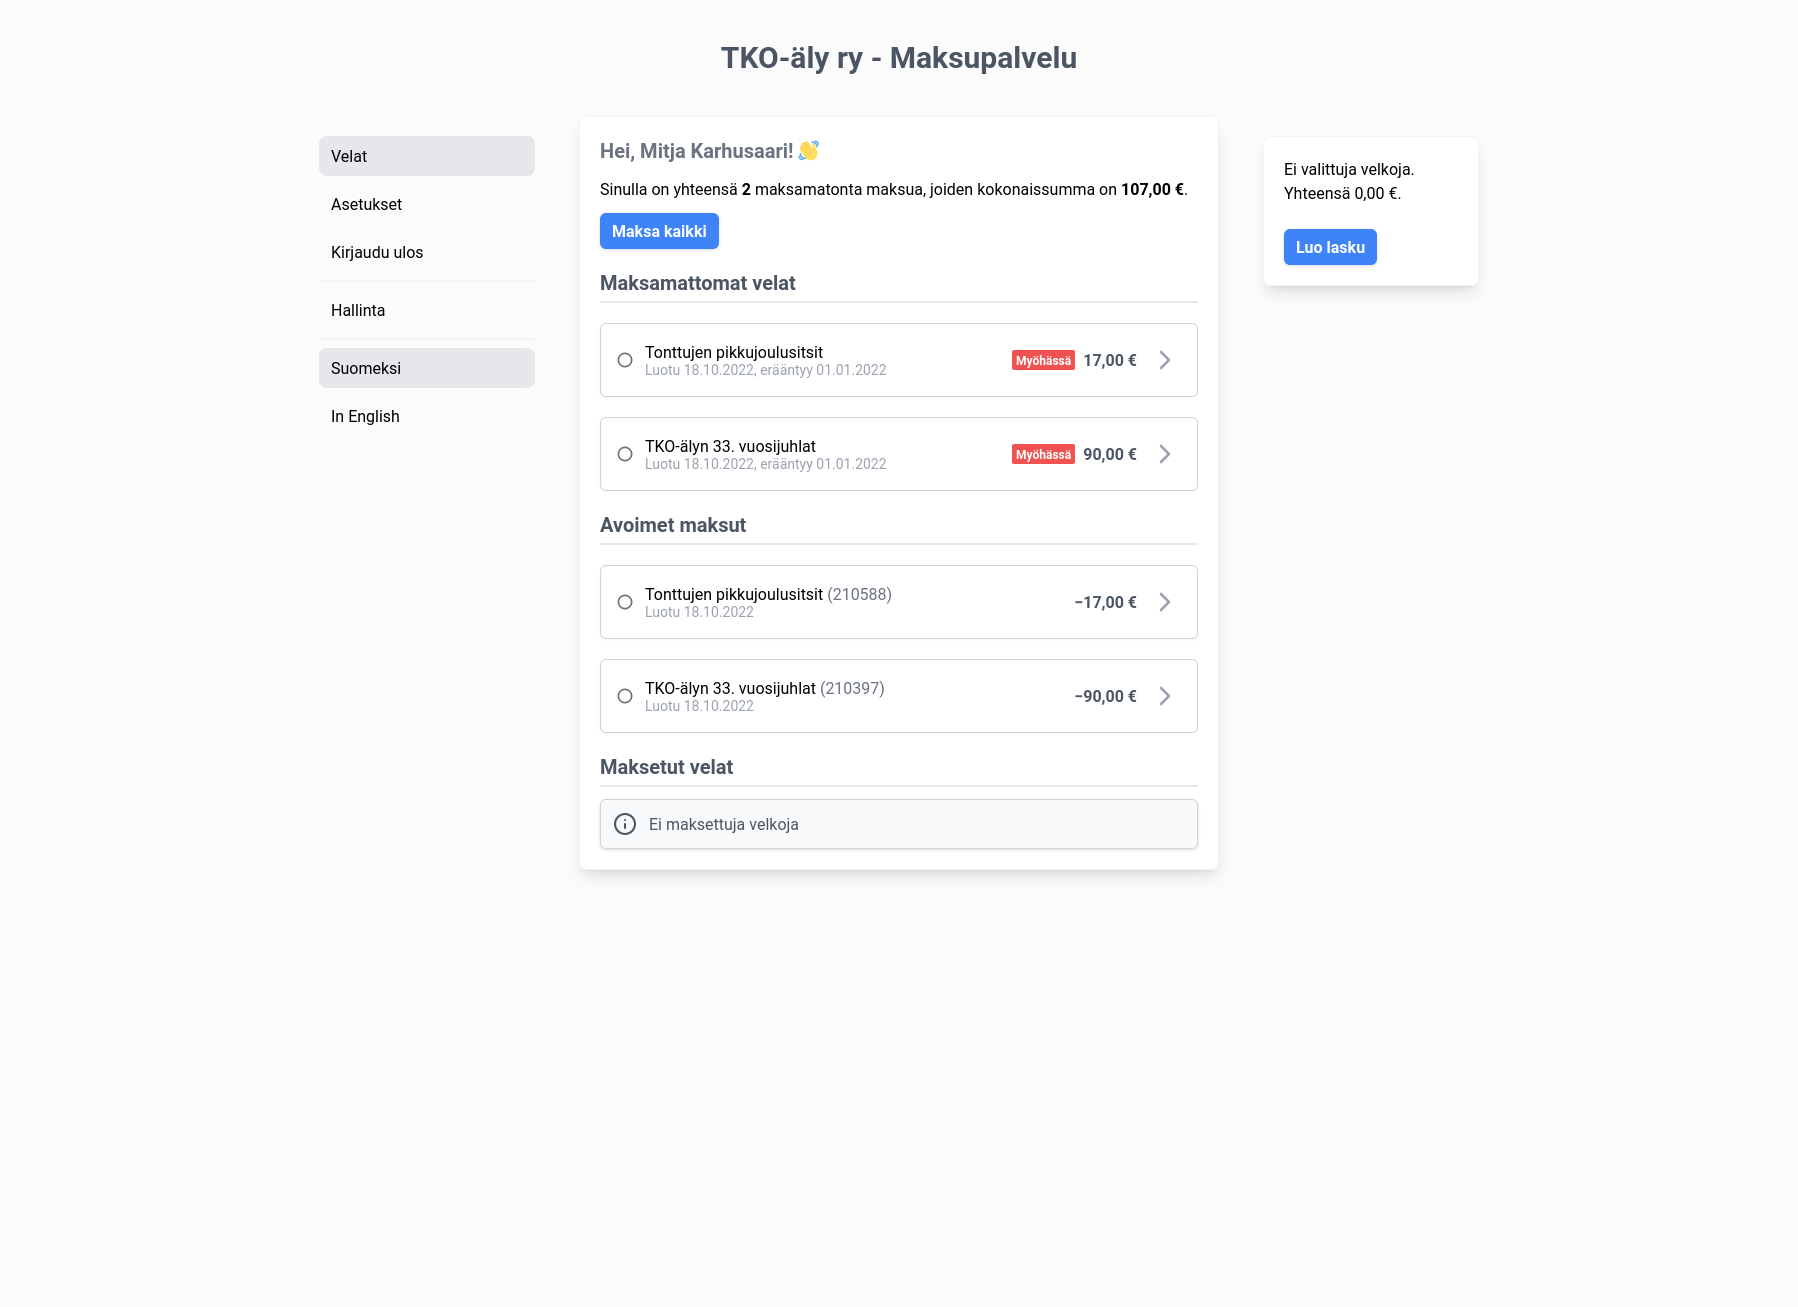 TKO-äly ry - Maksupalvelu
Velat
Asetukset
Kirjaudu ulos
Hallinta
Suomeksi
In English
Hei, Mitja Karhusaari! 👋
Sinulla on yhteensä 2 maksamatonta maksua, joiden kokonaissumma on 107,00 €.
Maksa kaikki
Maksamattomat velat
Tonttujen pikkujoulusitsit
Luotu 18.10.2022, erääntyy 01.01.2022
Myöhässä 17,00 €
TKO-älyn 33. vuosijuhlat
Luotu 18.10.2022, erääntyy 01.01.2022
Myöhässä 90,00 €
Avoimet maksut
Tonttujen pikkujoulusitsit (210588)
Luotu 18.10.2022
−17,00 €
TKO-älyn 33. vuosijuhlat (210397)
Luotu 18.10.2022
−90,00 €
Maksetut velat
Ei maksettuja velkoja
Ei valittuja velkoja.
Yhteensä 0,00 €.
Luo lasku